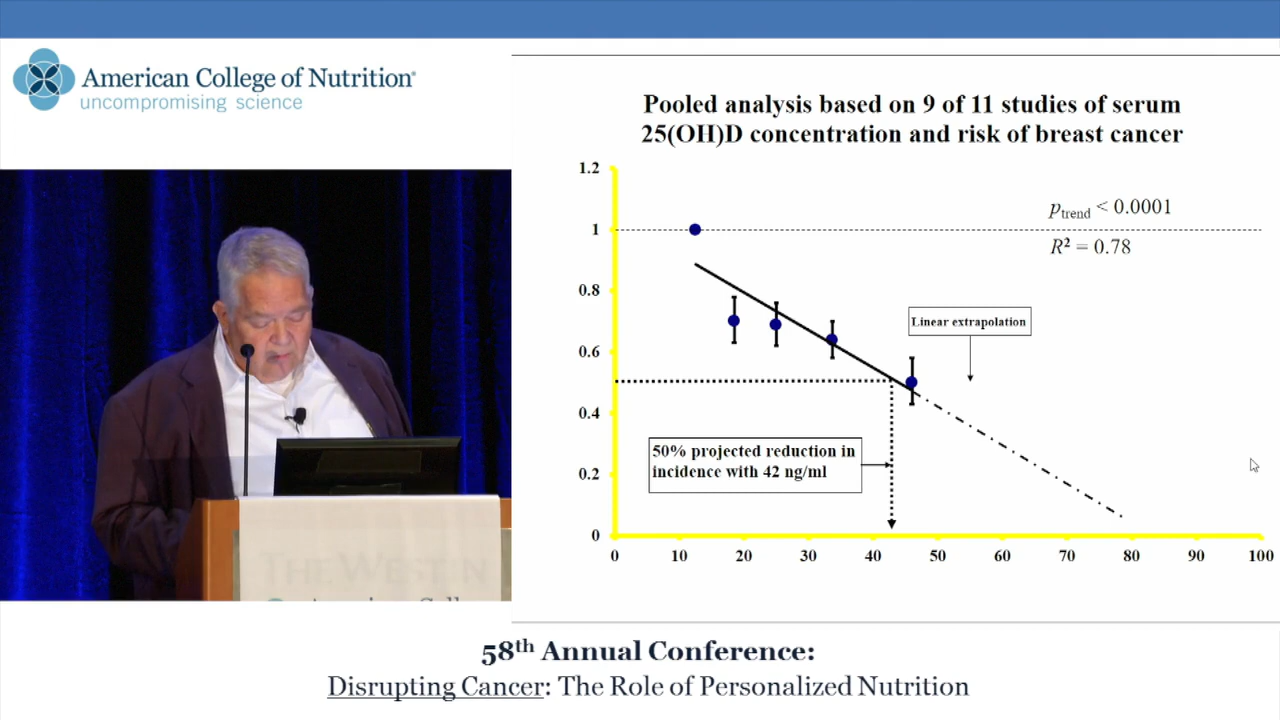 American College of Nutrition®
uncompromising science
Pooled analysis based on 9 of 11 studies of serum
25(OH)D concentration and risk of breast cancer
1.2
1
0.8
0.6
0.4
0.2
0
ptrend < 0.0001
R² = 0.78
Linear extrapolation
50% projected reduction in
incidence with 42 ng/ml
0 10 20 30 40 50 60 70 80 90 100
THE WESTIN
58th Annual Conference:
Disrupting Cancer: The Role of Personalized Nutrition